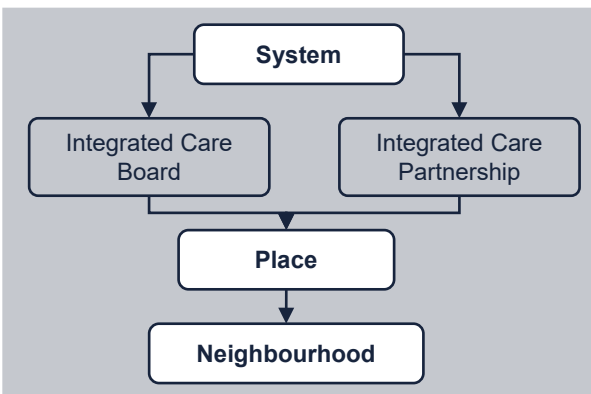 System
Integrated Care
Board
Integrated Care
Partnership
Place
Neighbourhood